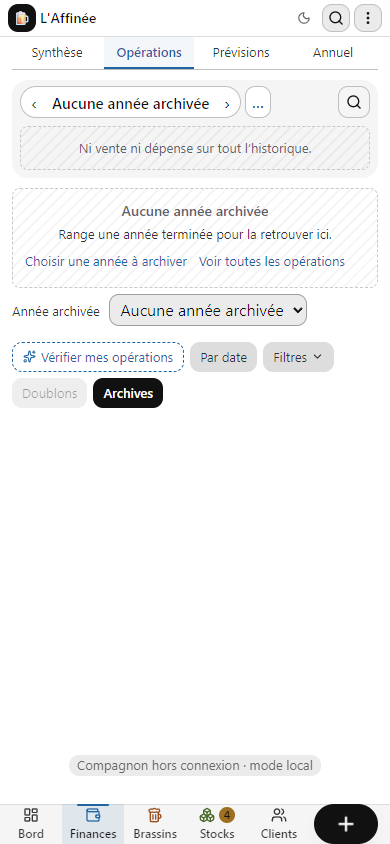 L'Affinée
Synthèse Opérations Prévisions Annuel
‹ Aucune année archivée › ...
Ni vente ni dépense sur tout l'historique.
Aucune année archivée
Range une année terminée pour la retrouver ici.
Choisir une année à archiver Voir toutes les opérations
Année archivée Aucune année archivée
Vérifier mes opérations Par date Filtres
Doublons Archives
Compagnon hors connexion · mode local
4
Bord Finances Brassins Stocks Clients